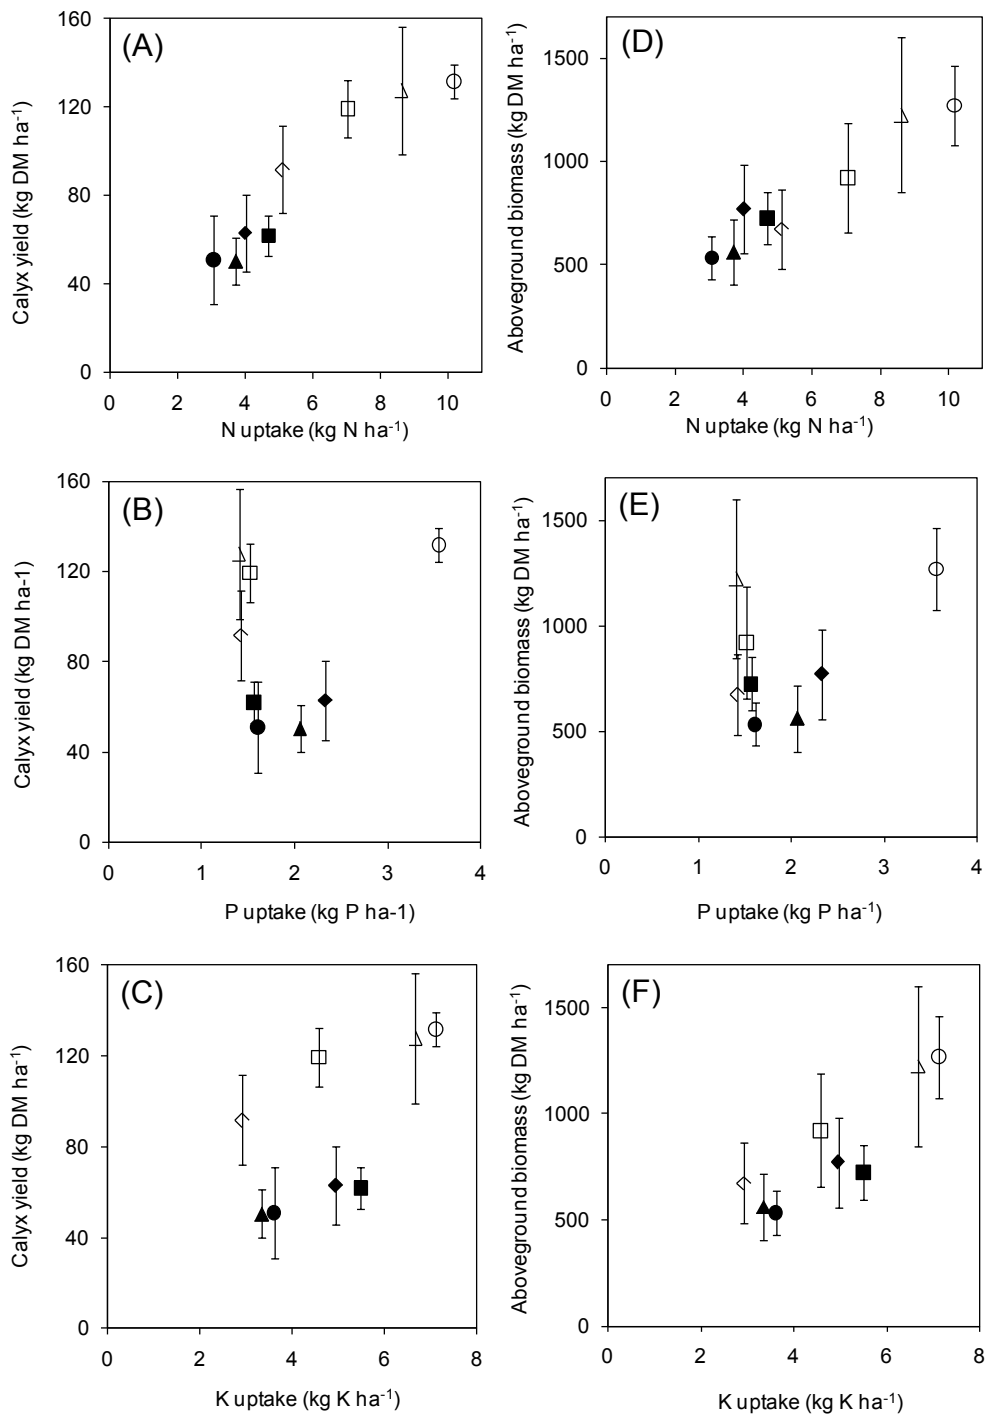 (A)
Calyx yield (kg DM ha⁻¹)
160
120
80
40
0
0 2 4 6 8 10
N uptake (kg N ha⁻¹)
(D)
Aboveground biomass (kg DM ha⁻¹)
1500
1000
500
0
0 2 4 6 8 10
N uptake (kg N ha⁻¹)
(B)
Calyx yield (kg DM ha-1)
160
120
80
40
0
0 1 2 3 4
P uptake (kg P ha-1)
(E)
Aboveground biomass (kg DM ha⁻¹)
1500
1000
500
0
0 1 2 3 4
P uptake (kg P ha⁻¹)
(C)
Calyx yield (kg DM ha⁻¹)
160
120
80
40
0
0 2 4 6 8
K uptake (kg K ha⁻¹)
(F)
Aboveground biomass (kg DM ha⁻¹)
1500
1000
500
0
0 2 4 6 8
K uptake (kg K ha⁻¹)